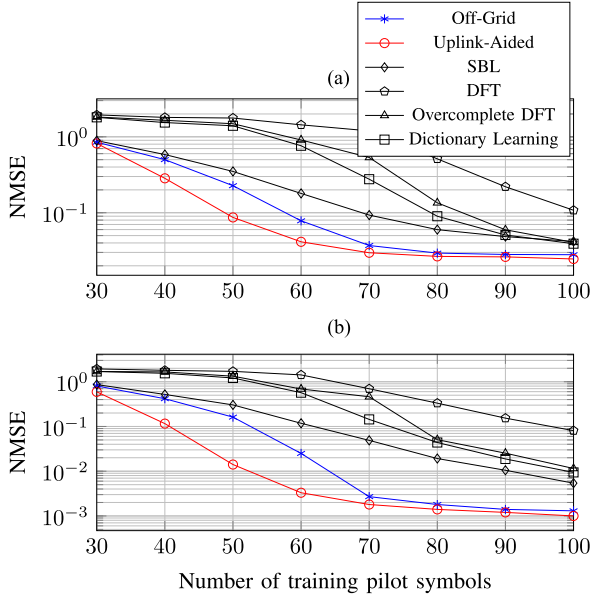 Off-Grid
Uplink-Aided
SBL
DFT
Overcomplete DFT
Dictionary Learning
(a)
NMSE
10^0
10^-1
30 40 50 60 70 80 90 100
(b)
NMSE
10^0
10^-1
10^-2
10^-3
30 40 50 60 70 80 90 100
Number of training pilot symbols